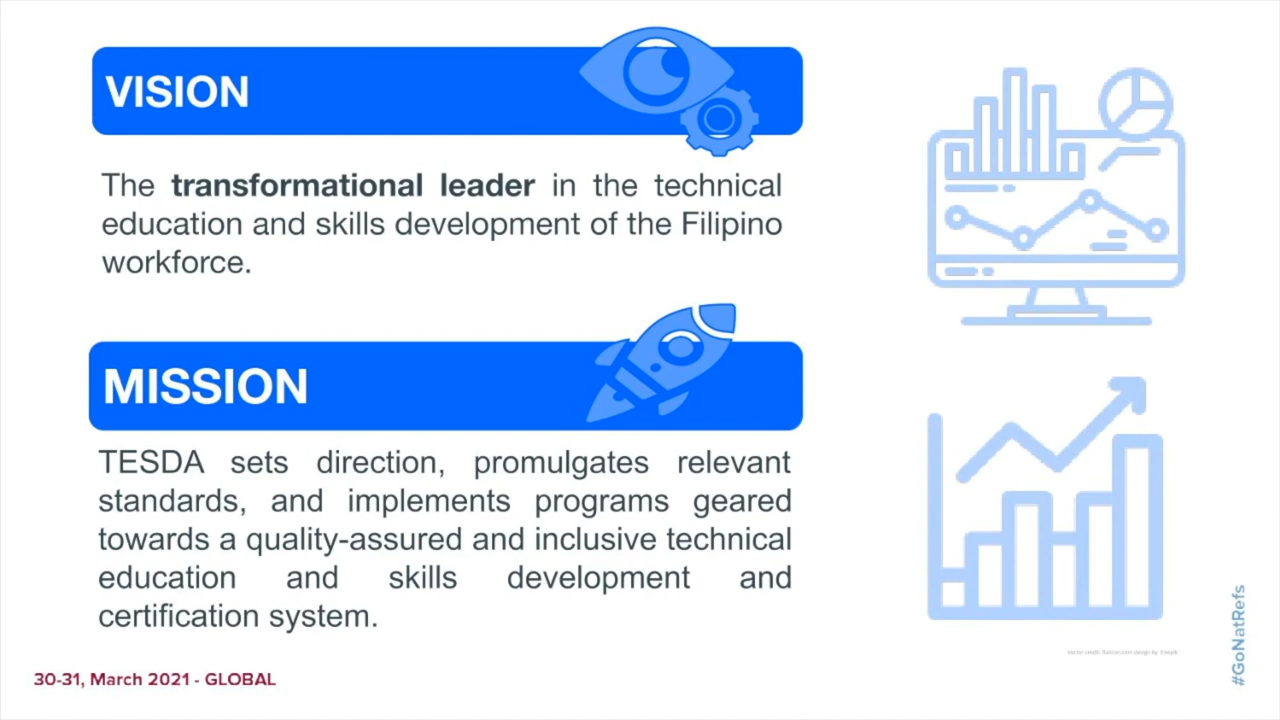 VISION
The transformational leader in the technical
education and skills development of the Filipino
workforce.
MISSION
TESDA sets direction, promulgates relevant
standards, and implements programs geared
towards a quality-assured and inclusive technical
education and skills development and
certification system.
30-31, March 2021 - GLOBAL
#GoNatRefs